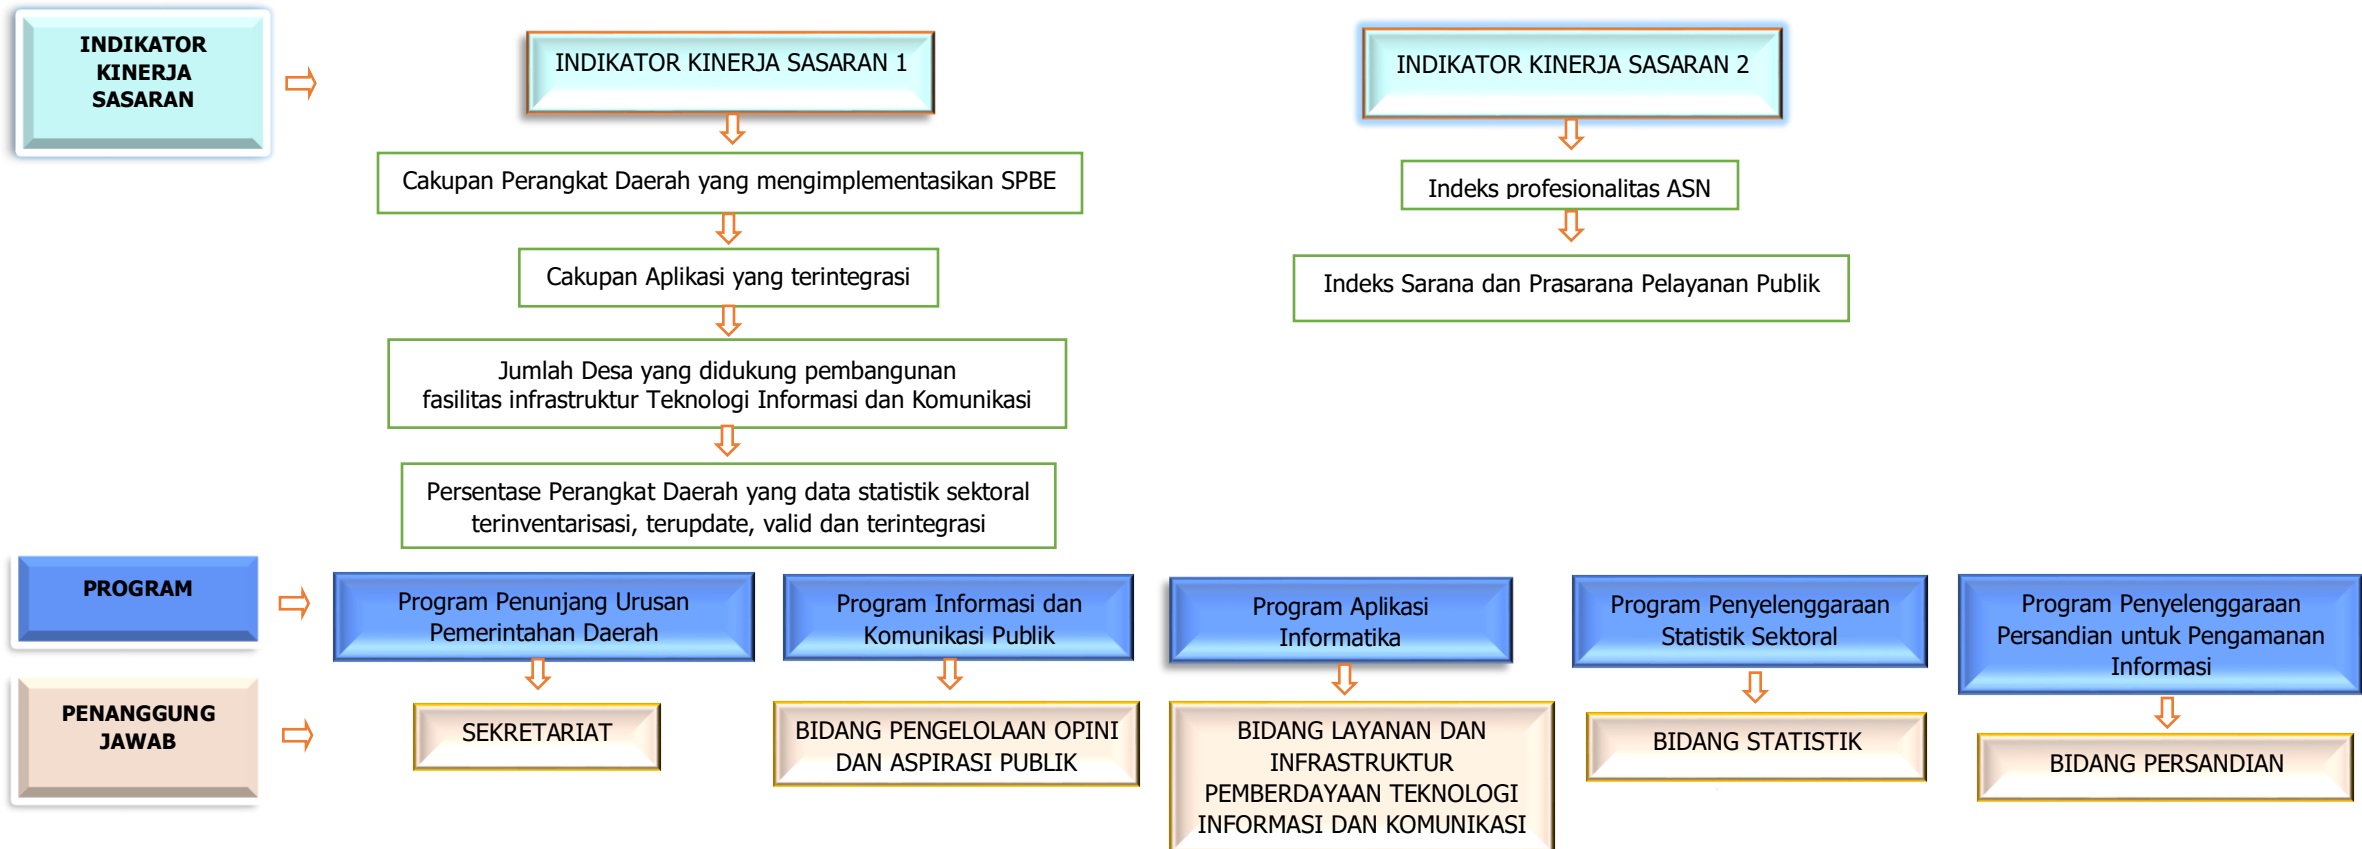 INDIKATOR
KINERJA
SASARAN
INDIKATOR KINERJA SASARAN 1
INDIKATOR KINERJA SASARAN 2
Cakupan Perangkat Daerah yang mengimplementasikan SPBE
Indeks profesionalitas ASN
Cakupan Aplikasi yang terintegrasi
Indeks Sarana dan Prasarana Pelayanan Publik
Jumlah Desa yang didukung pembangunan
fasilitas infrastruktur Teknologi Informasi dan Komunikasi
Persentase Perangkat Daerah yang data statistik sektoral
terinventarisasi, terupdate, valid dan terintegrasi
PROGRAM
Program Penunjang Urusan
Pemerintahan Daerah
Program Informasi dan
Komunikasi Publik
Program Aplikasi
Informatika
Program Penyelenggaraan
Statistik Sektoral
Program Penyelenggaraan
Persandian untuk Pengamanan
Informasi
PENANGGUNG
JAWAB
SEKRETARIAT
BIDANG PENGELOLAAN OPINI
DAN ASPIRASI PUBLIK
BIDANG LAYANAN DAN
INFRASTRUKTUR
PEMBERDAYAAN TEKNOLOGI
INFORMASI DAN KOMUNIKASI
BIDANG STATISTIK
BIDANG PERSANDIAN